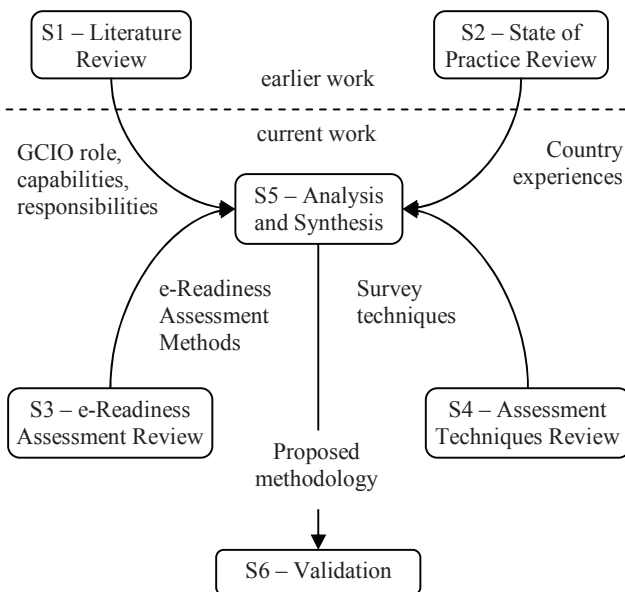 S1 – Literature
Review
S2 – State of
Practice Review
earlier work
current work
GCIO role,
capabilities,
responsibilities
Country
experiences
S5 – Analysis
and Synthesis
e-Readiness
Assessment
Methods
Survey
techniques
S3 – e-Readiness
Assessment Review
S4 – Assessment
Techniques Review
Proposed
methodology
S6 – Validation